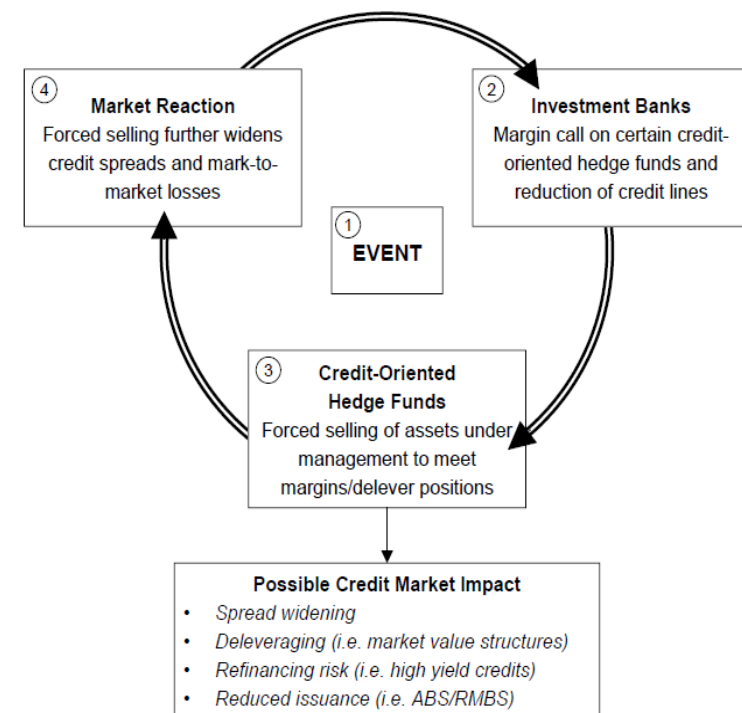 1
EVENT
2
Investment Banks
Margin call on certain credit-
oriented hedge funds and
reduction of credit lines
3
Credit-Oriented
Hedge Funds
Forced selling of assets under
management to meet
margins/delever positions
4
Market Reaction
Forced selling further widens
credit spreads and mark-to-
market losses
Possible Credit Market Impact
• Spread widening
• Deleveraging (i.e. market value structures)
• Refinancing risk (i.e. high yield credits)
• Reduced issuance (i.e. ABS/RMBS)